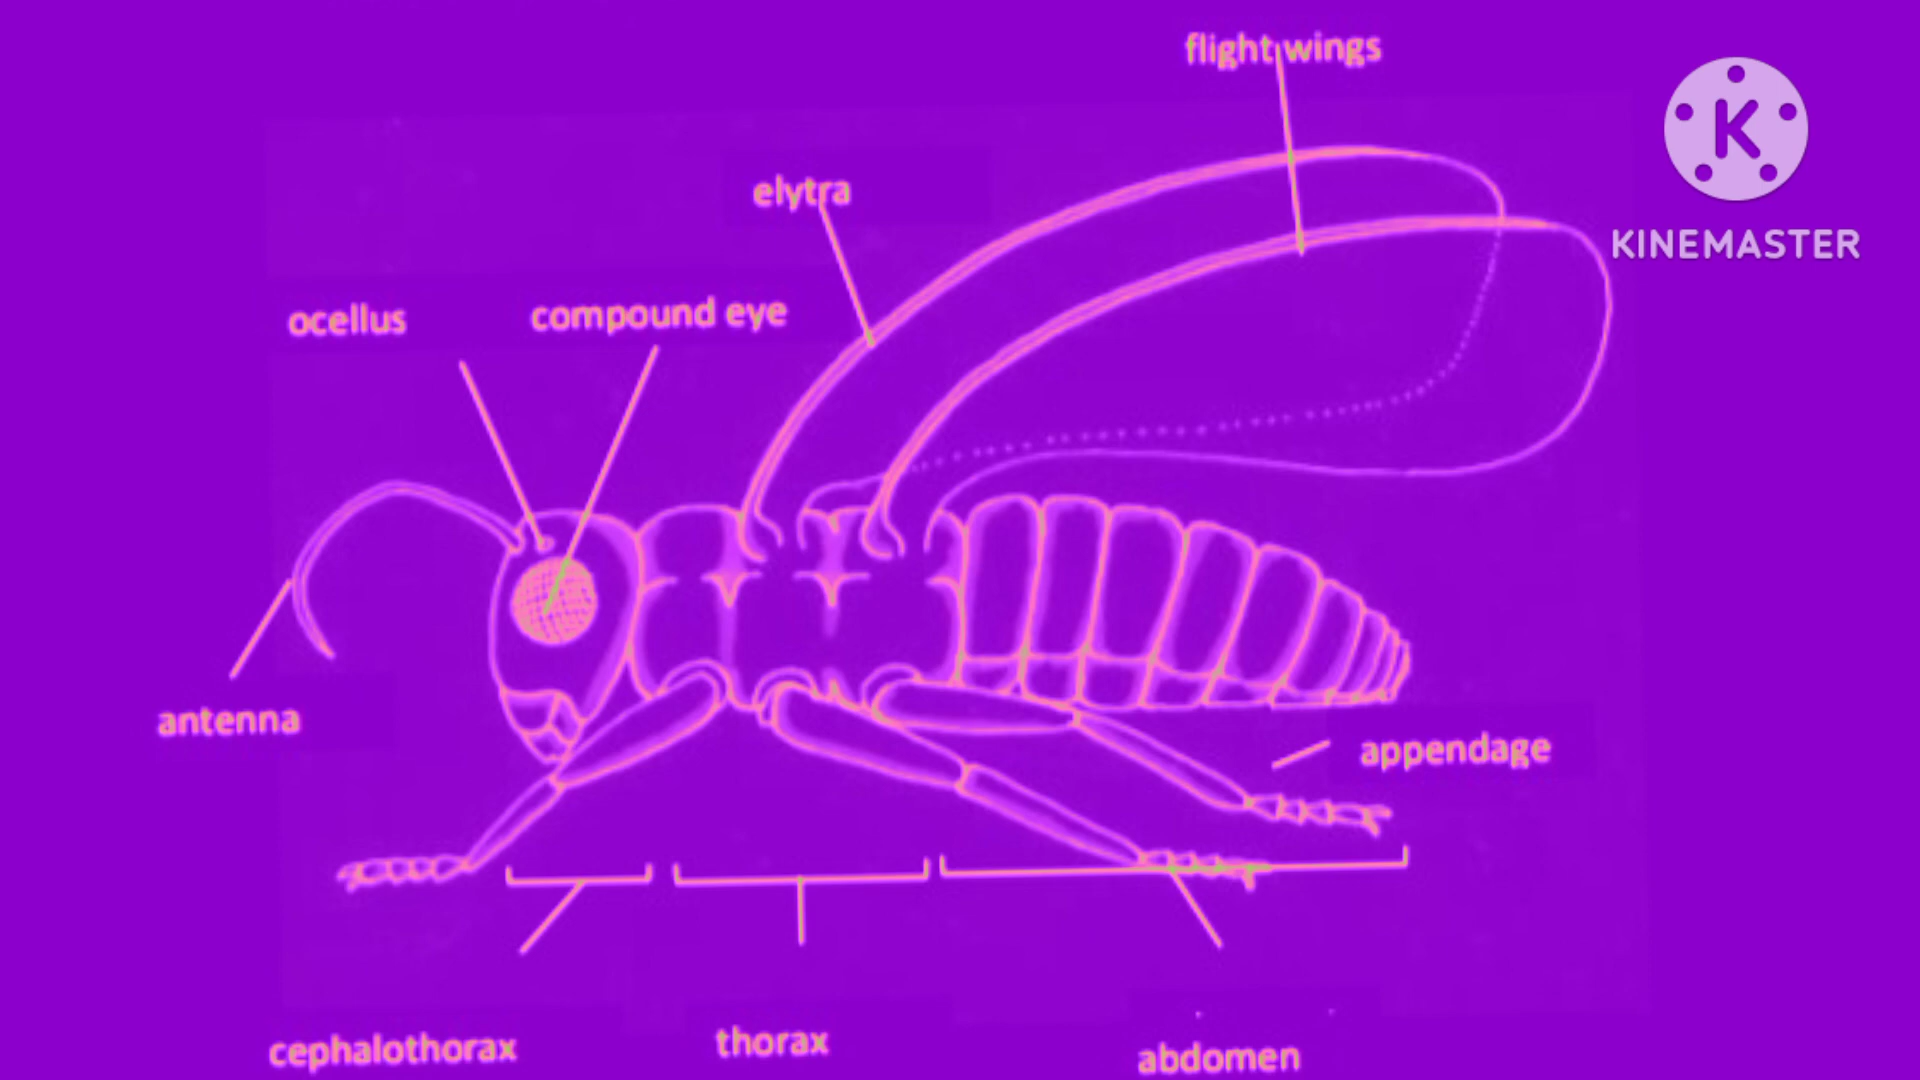 flight wings
K
KINEMASTER
elytra
ocellus
compound eye
antenna
appendage
cephalothorax
thorax
abdomen